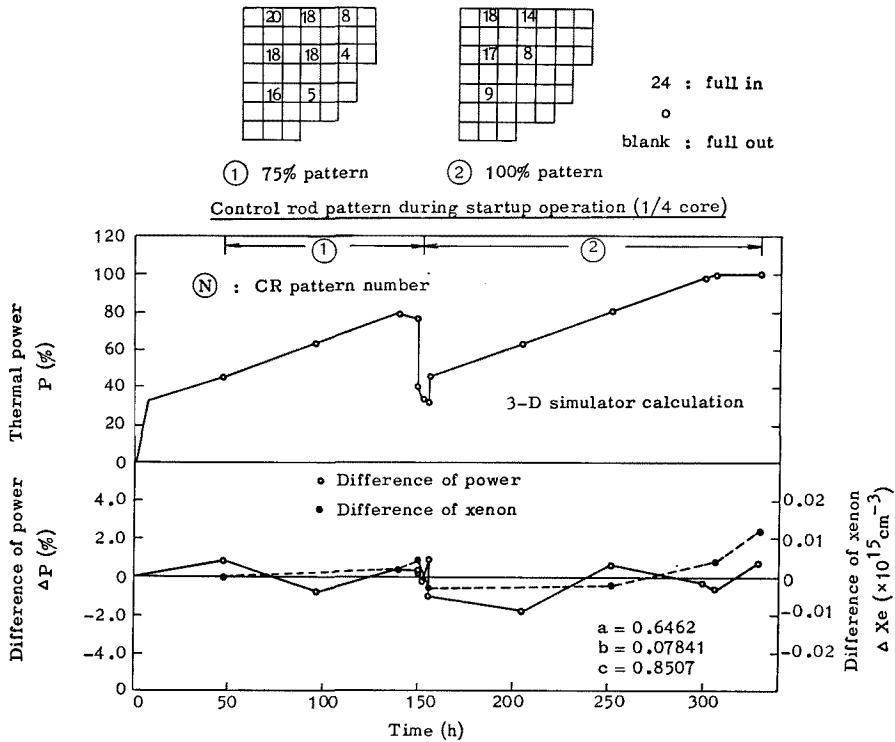 20 18 8
18 18 4
16 5
18 14
17 8
9
24 : full in
o
blank : full out
① 75% pattern
② 100% pattern
Control rod pattern during startup operation (1/4 core)
120
100
80
60
40
20
0
Thermal power
P (%)
①
②
Ⓝ : CR pattern number
3-D simulator calculation
4.0
2.0
0
-2.0
-4.0
0
Difference of power
ΔP (%)
Difference of power
Difference of xenon
0.02
0.01
0
-0.01
-0.02
Difference of xenon
Δ Xe (×10¹⁵cm⁻³)
a = 0.6462
b = 0.07841
c = 0.8507
0 50 100 150 200 250 300
Time (h)